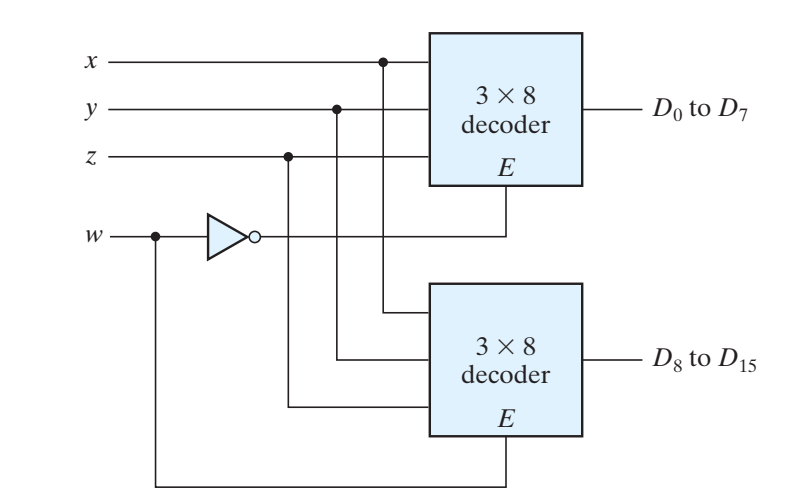 x
y
z
w
3 × 8
decoder
E
D₀ to D₇
3 × 8
decoder
E
D₈ to D₁₅